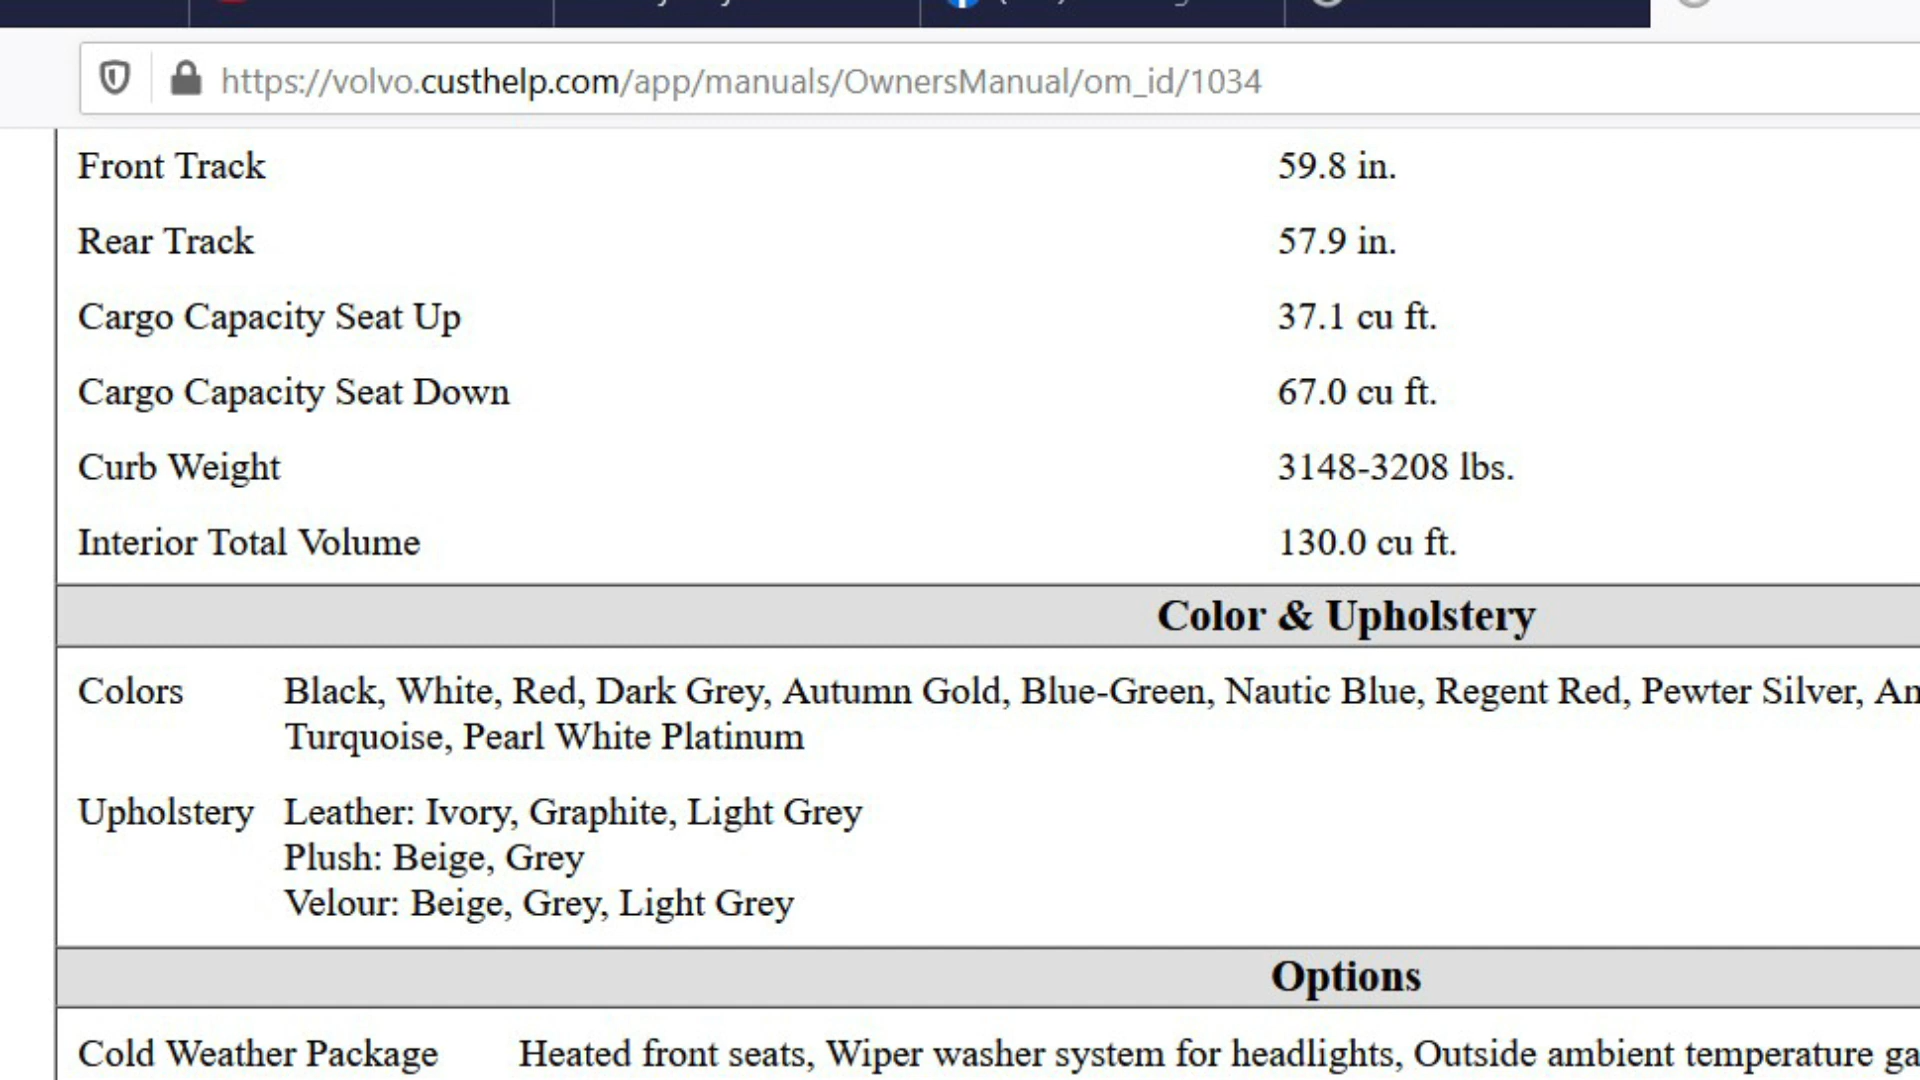 https://volvo.custhelp.com/app/manuals/OwnersManual/om_id/1034
Front Track 59.8 in.
Rear Track 57.9 in.
Cargo Capacity Seat Up 37.1 cu ft.
Cargo Capacity Seat Down 67.0 cu ft.
Curb Weight 3148-3208 lbs.
Interior Total Volume 130.0 cu ft.
Color & Upholstery
Colors Black, White, Red, Dark Grey, Autumn Gold, Blue-Green, Nautic Blue, Regent Red, Pewter Silver,
Turquoise, Pearl White Platinum
Upholstery Leather: Ivory, Graphite, Light Grey
Plush: Beige, Grey
Velour: Beige, Grey, Light Grey
Options
Cold Weather Package Heated front seats, Wiper washer system for headlights, Outside ambient temperature